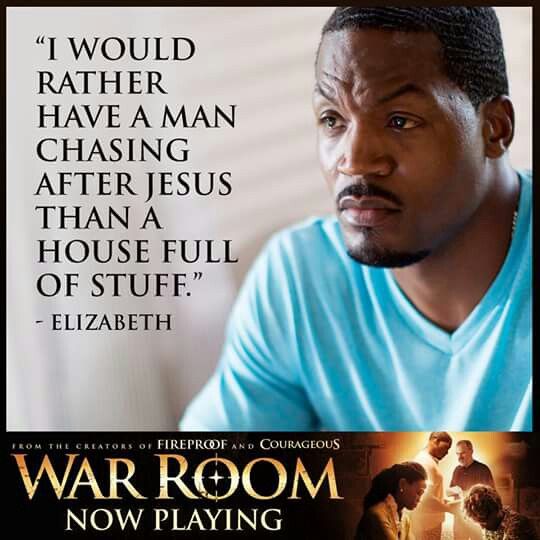 “I WOULD
RATHER
HAVE A MAN
CHASING
AFTER JESUS
THAN A
HOUSE FULL
OF STUFF.”
- ELIZABETH
FROM THE CREATORS OF FIREPROOF AND COURAGEOUS
WAR ROOM
NOW PLAYING